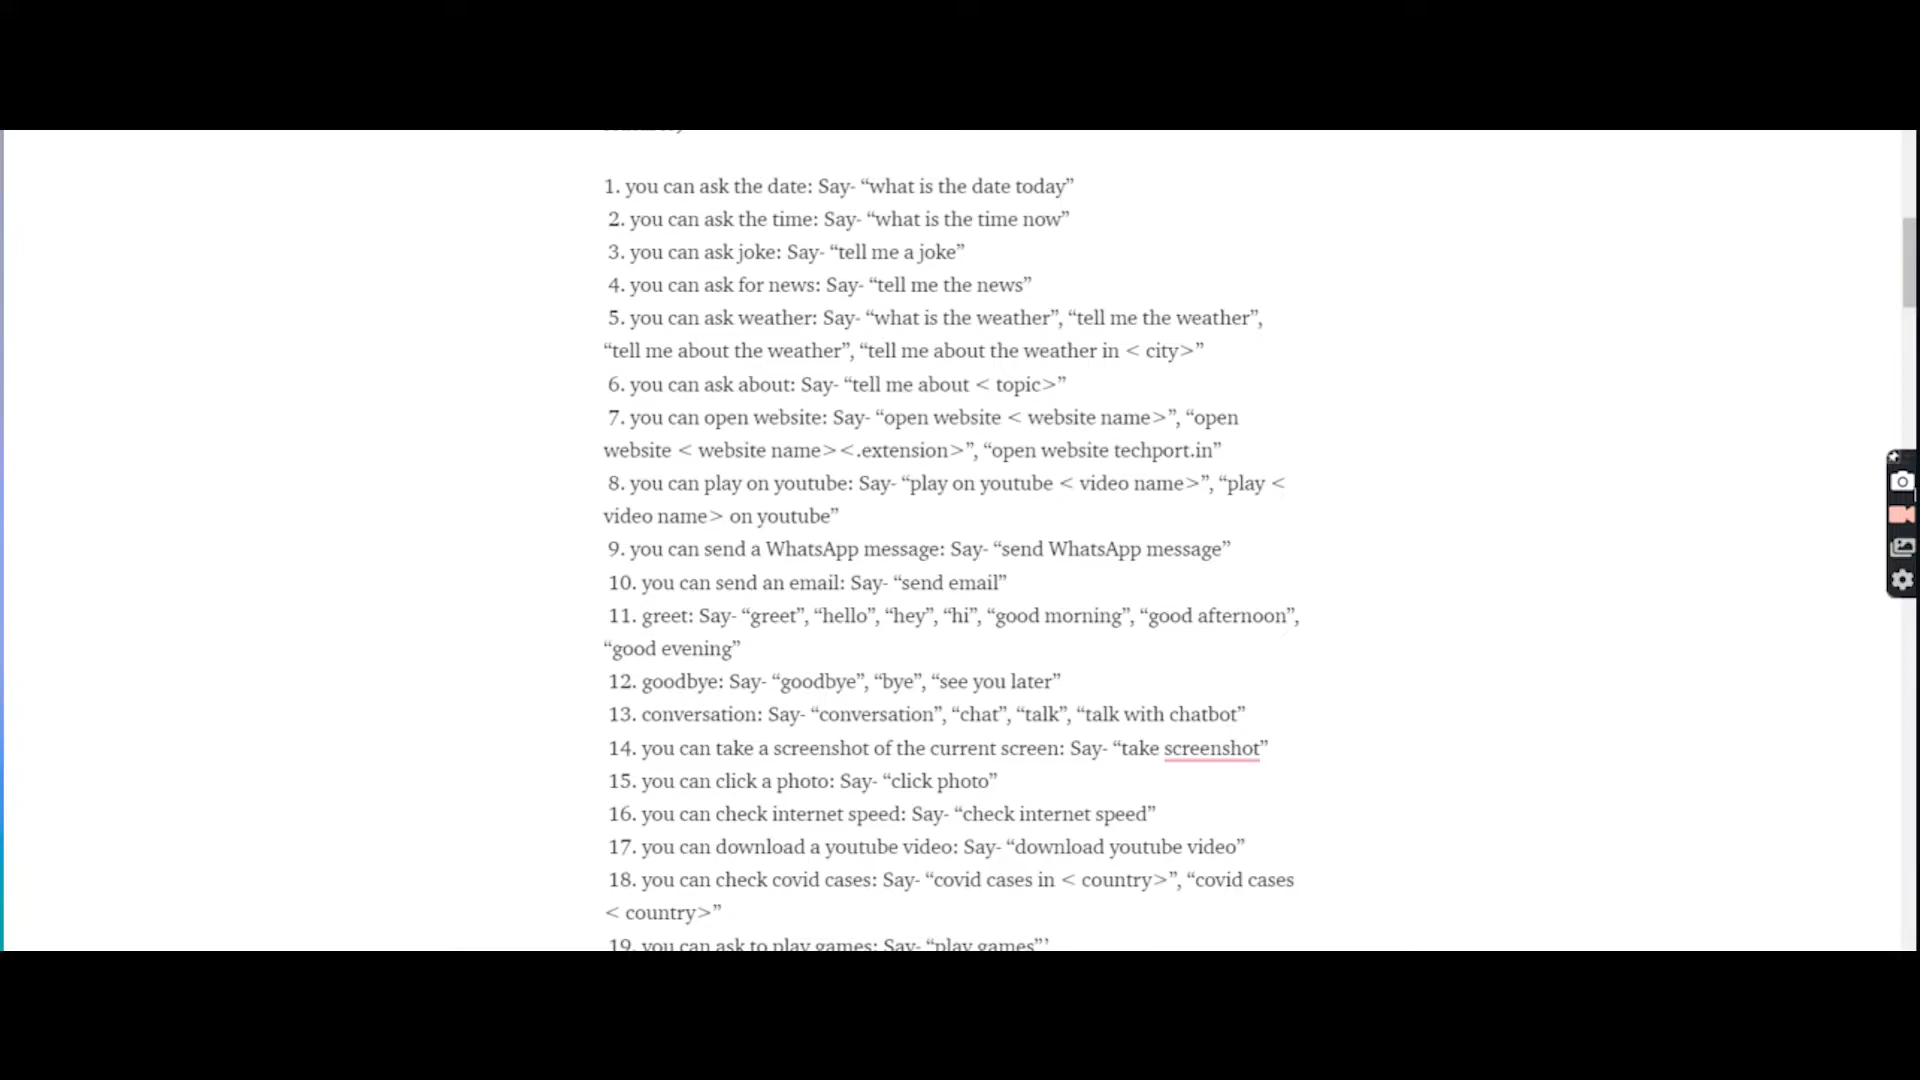 1. you can ask the date: Say- “what is the date today”
2. you can ask the time: Say- “what is the time now”
3. you can ask joke: Say- “tell me a joke”
4. you can ask for news: Say- “tell me the news”
5. you can ask weather: Say- “what is the weather”, “tell me the weather”,
“tell me about the weather”, “tell me about the weather in < city>”
6. you can ask about: Say- “tell me about < topic>”
7. you can open website: Say- “open website < website name>”, “open
website < website name><.extension>”, “open website techport.in”
8. you can play on youtube: Say- “play on youtube < video name>”, “play <
video name> on youtube”
9. you can send a WhatsApp message: Say- “send WhatsApp message”
10. you can send an email: Say- “send email”
11. greet: Say- “greet”, “hello”, “hey”, “hi”, “good morning”, “good afternoon”,
“good evening”
12. goodbye: Say- “goodbye”, “bye”, “see you later”
13. conversation: Say- “conversation”, “chat”, “talk”, “talk with chatbot”
14. you can take a screenshot of the current screen: Say- “take screenshot”
15. you can click a photo: Say- “click photo”
16. you can check internet speed: Say- “check internet speed”
17. you can download a youtube video: Say- “download youtube video”
18. you can check covid cases: Say- “covid cases in < country>”, “covid cases
< country>”
19. you can ask to play games: Say- “play games”’